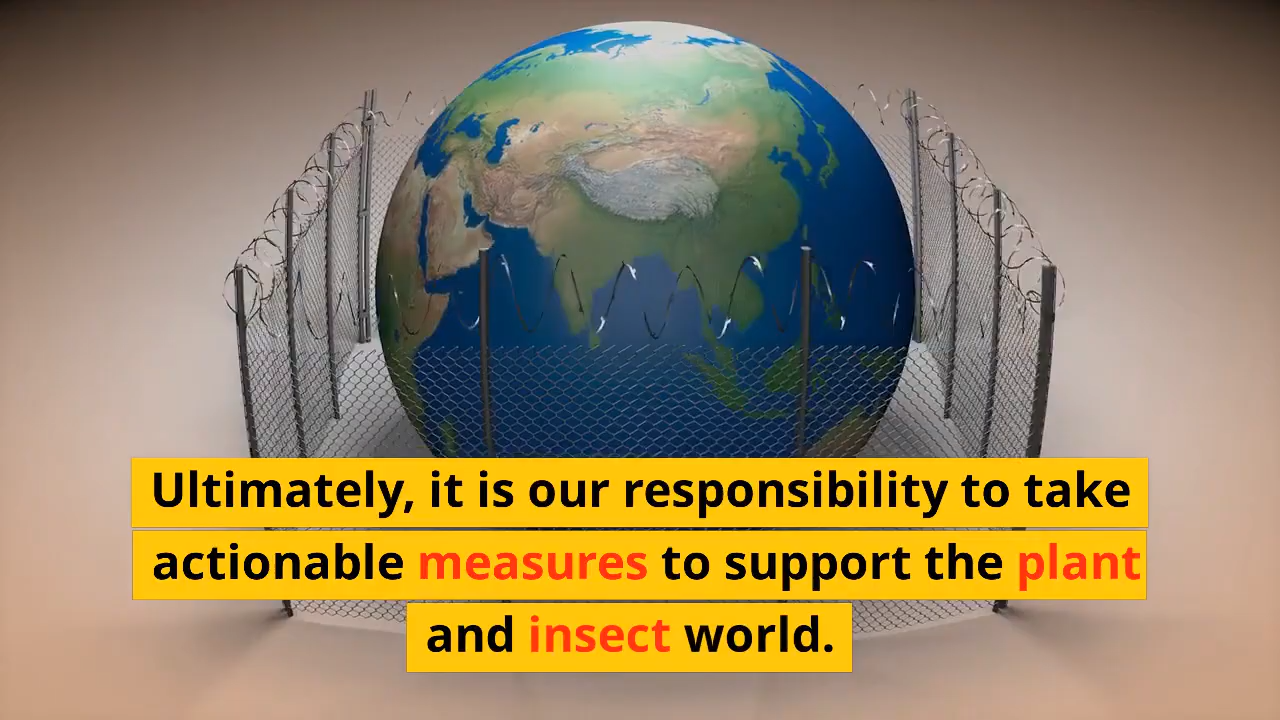 Ultimately, it is our responsibility to take
actionable measures to support the plant
and insect world.